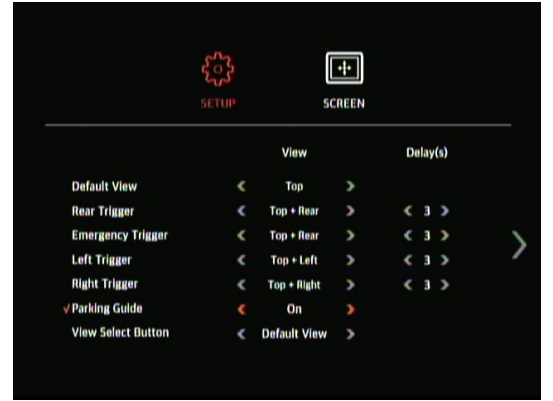 SETUP SCREEN
View Delay(s)
Default View < Top >
Rear Trigger < Top + Rear > < 3 >
Emergency Trigger < Top + Rear > < 3 >
Left Trigger < Top + Left > < 3 >
Right Trigger < Top + Right > < 3 >
√ Parking Guide < On >
View Select Button < Default View >